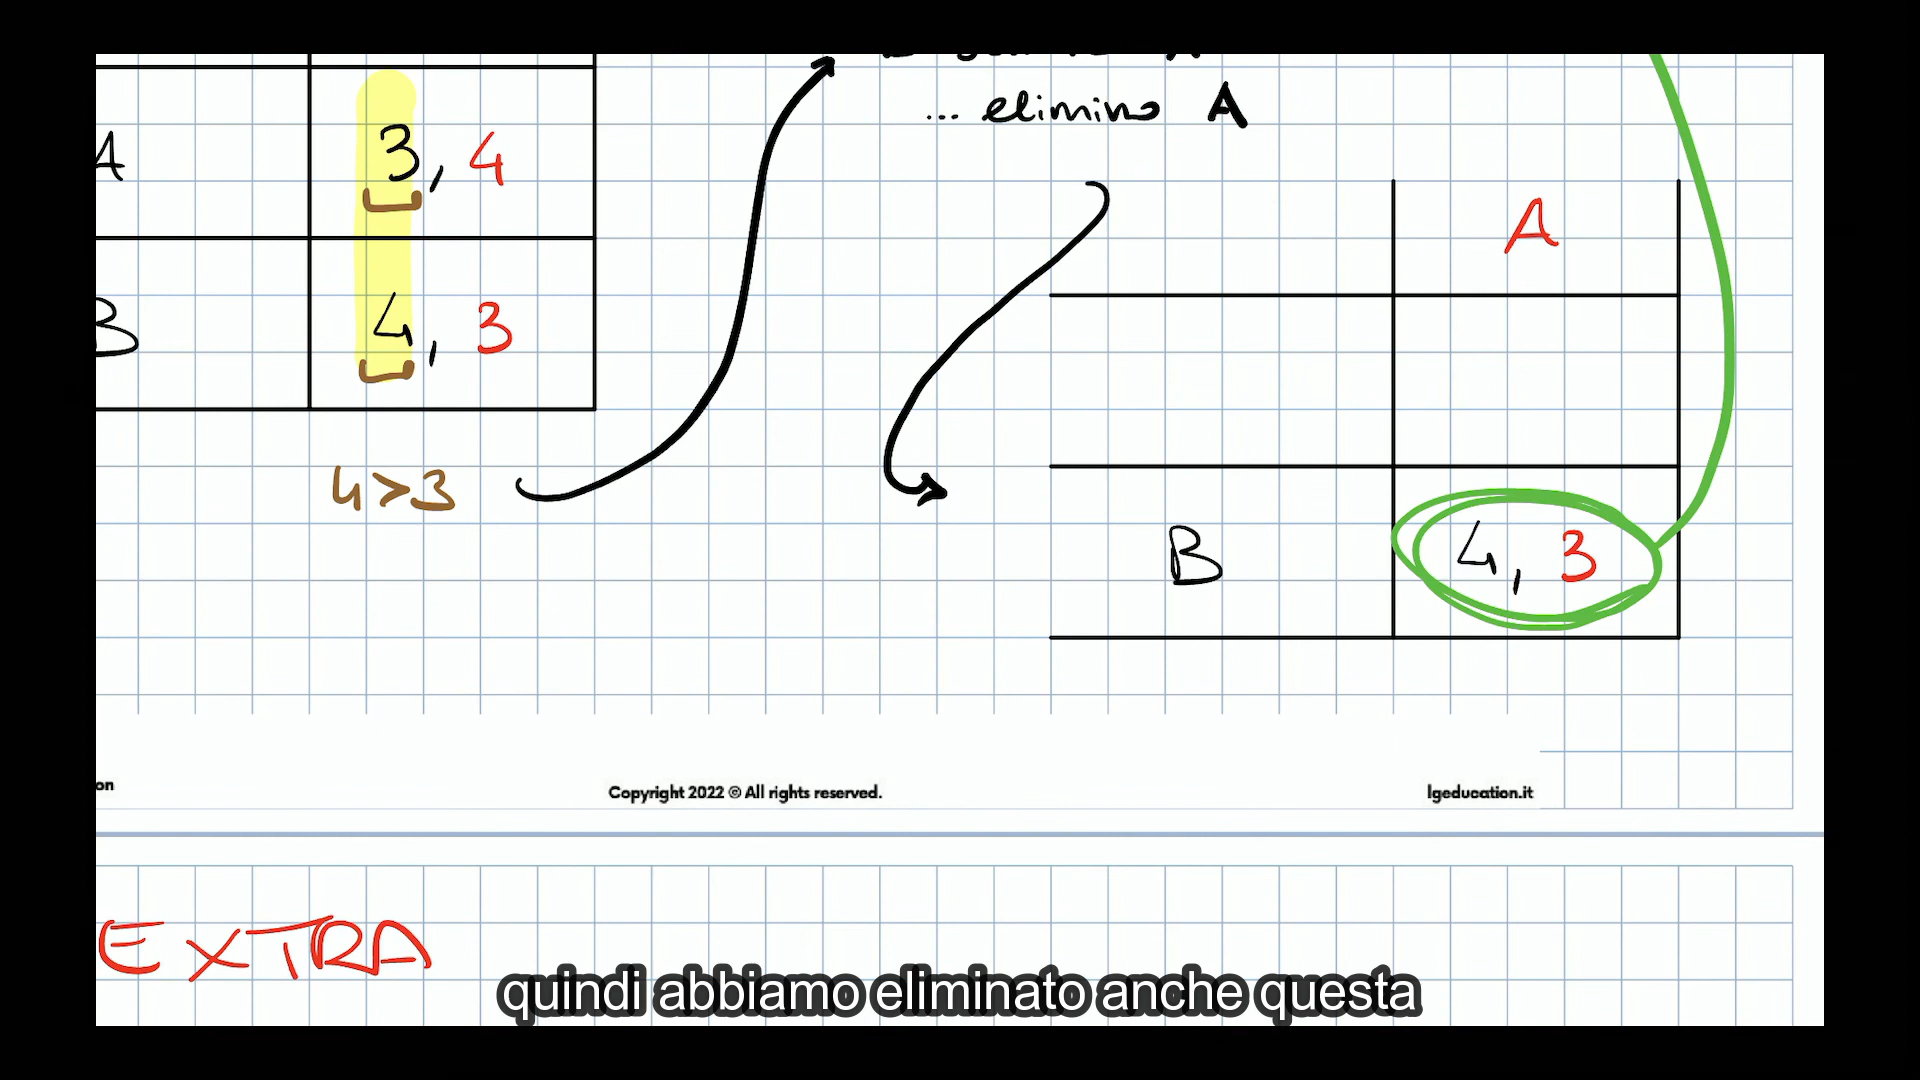 ... elimino A
A 3, 4
B 4, 3
4>3
A
B 4, 3
on
Copyright 2022 © All rights reserved.
lgeducation.it
EXTRA
quindi abbiamo eliminato anche questa